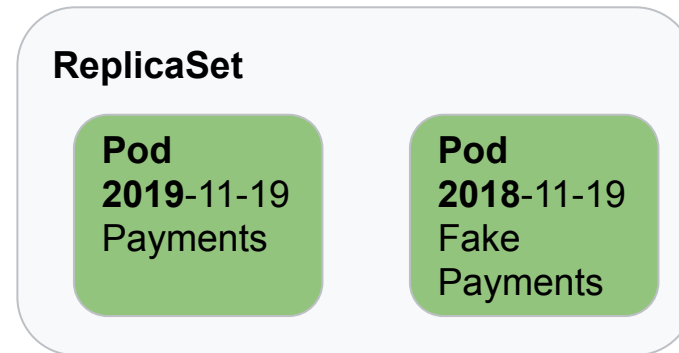 ReplicaSet
Pod
2019-11-19
Payments
Pod
2018-11-19
Fake
Payments